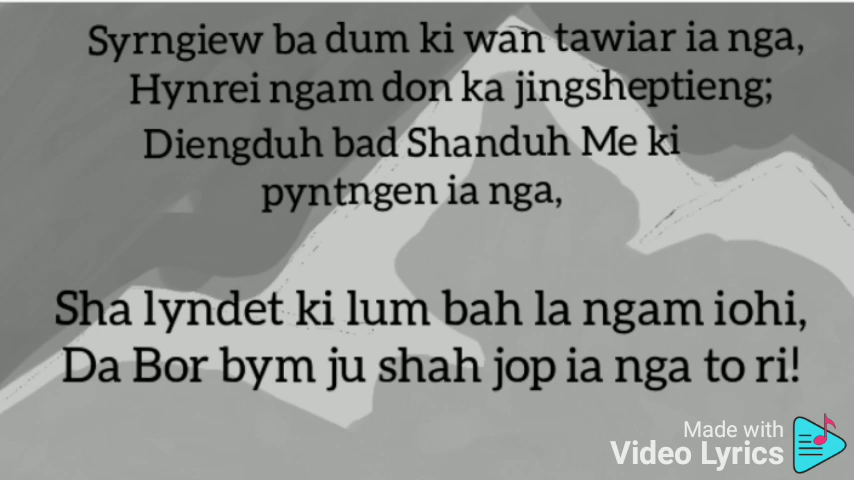 Syrngiew ba dum ki wan tawiar ia nga,
Hynrei ngam don ka jingsheptieng;
Diengduh bad Shanduh Me ki
pyntngen ia nga,
Sha lyndet ki lum bah la ngam iohi,
Da Bor bym ju shah jop ia nga to ri!
Made with
Video Lyrics